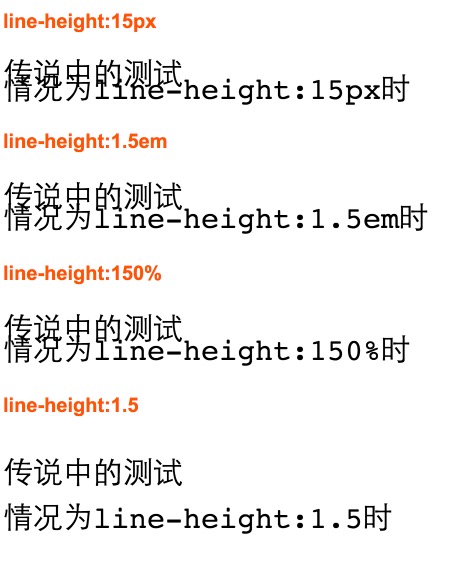 line-height:15px
传说中的测试
情况为line-height:15px时
line-height:1.5em
传说中的测试
情况为line-height:1.5em时
line-height:150%
传说中的测试
情况为line-height:150%时
line-height:1.5
传说中的测试
情况为line-height:1.5时